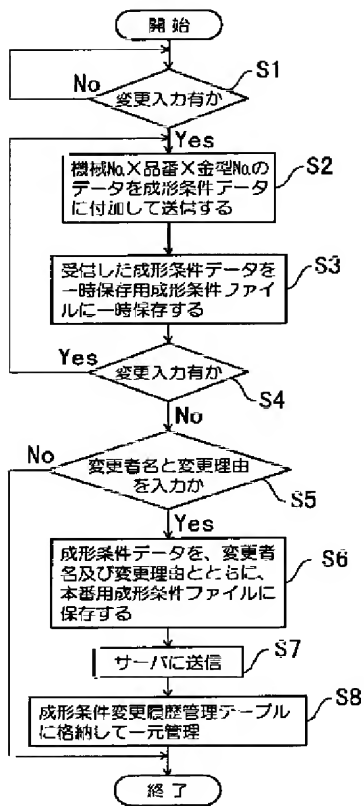 開 始
S1
No
変更入力有か
Yes
S2
機械No.×品番×金型No.の
データを成形条件データ
に付加して送信する
S3
受信した成形条件データを
一時保存用成形条件ファイ
ルに一時保存する
Yes
変更入力有か
S4
No
No
変更者名と変更理由
を入力か
S5
Yes
成形条件データを、変更者
名及び変更理由とともに、
本番用成形条件ファイルに
保存する
S6
S7
サーバに送信
S8
成形条件変更履歴管理テーブル
に格納して一元管理
終 了